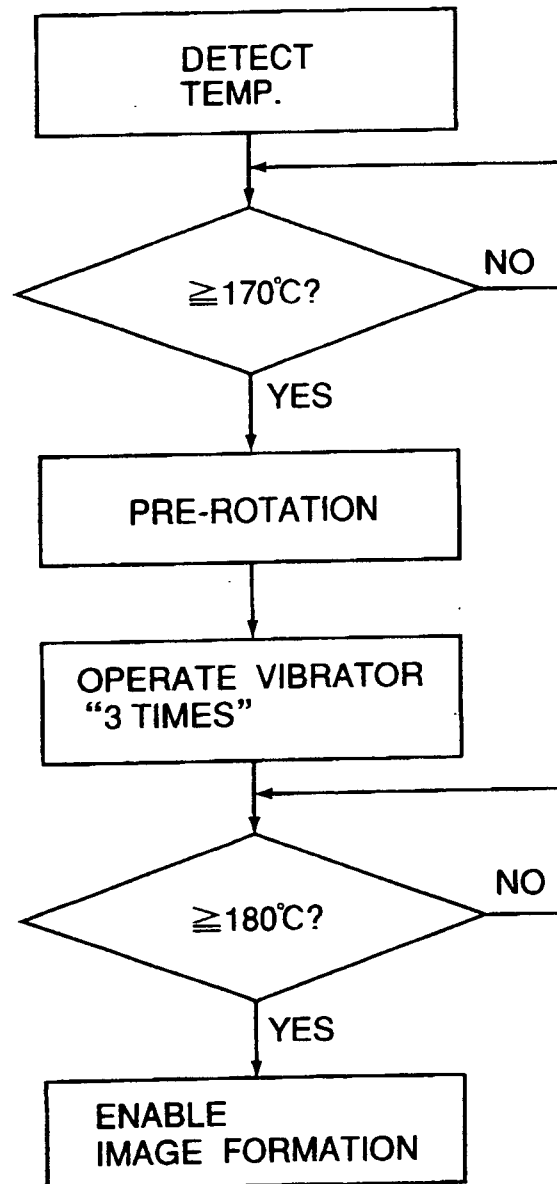 DETECT
TEMP.
≧170℃?
NO
YES
PRE-ROTATION
OPERATE VIBRATOR
“3 TIMES”
≧180℃?
NO
YES
ENABLE
IMAGE FORMATION